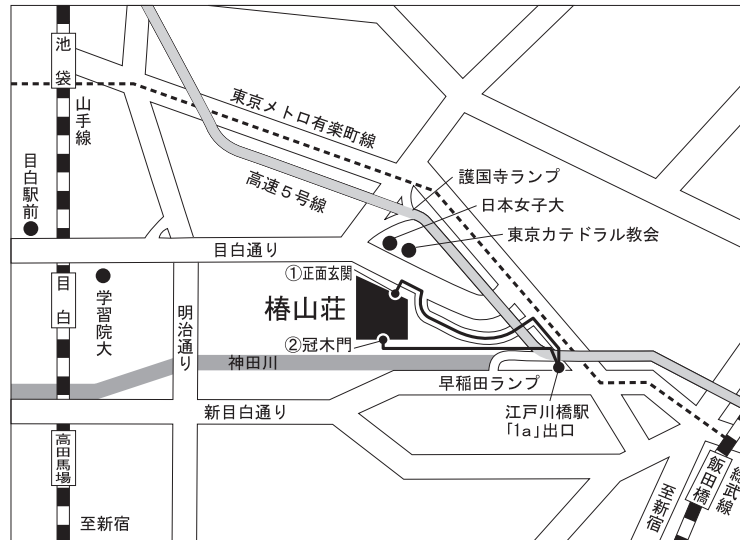 池袋
山手線
東京メトロ有楽町線
目白駅前
高速5号線
護国寺ランプ
日本女子大
東京カテドラル教会
目白通り
①正面玄関
目白
学習院大
明治通り
椿山荘
②冠木門
神田川
早稲田ランプ
新目白通り
江戸川橋駅
「1a」出口
高田馬場
飯田橋
総武線
至新宿
至新宿